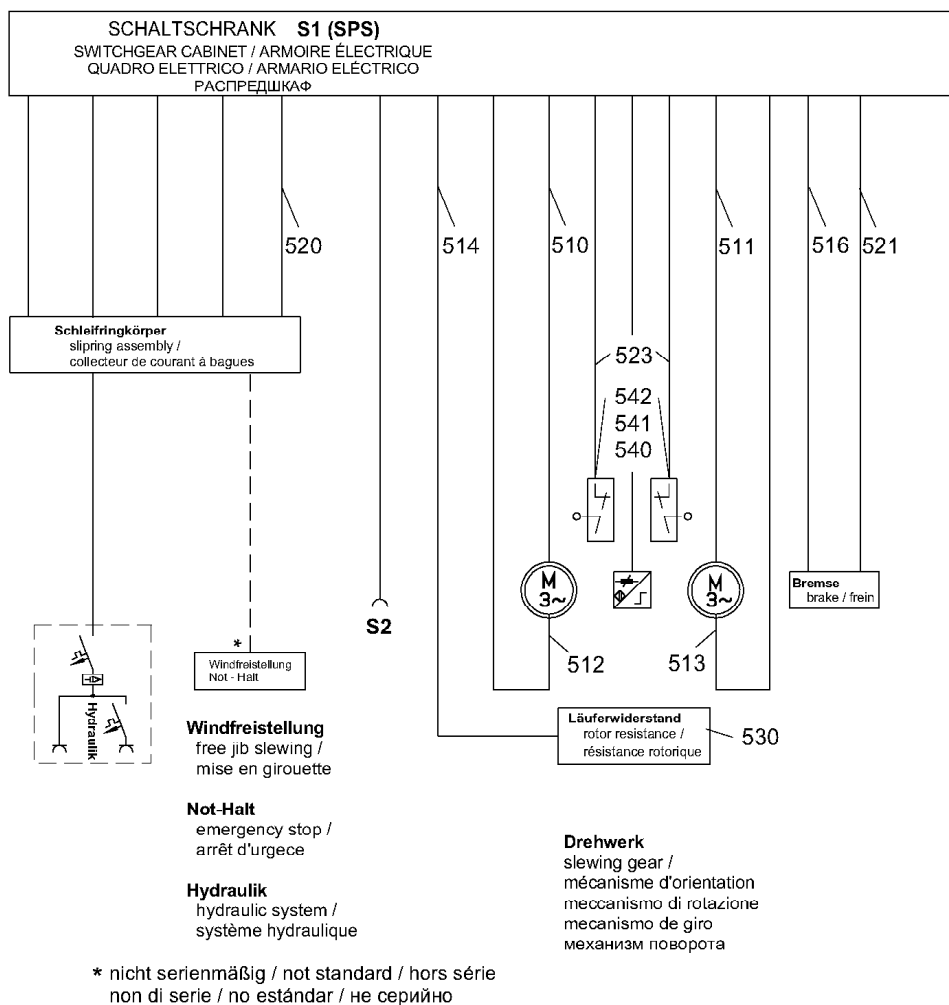 SCHALTSCHRANK S1 (SPS)
SWITCHGEAR CABINET / ARMOIRE ÉLECTRIQUE
QUADRO ELETTRICO / ARMARIO ELÉCTRICO
РАСПРЕДШКАФ
520
514
510
511
516
521
Schleifringkörper
slipring assembly /
collecteur de courant à bagues
523
542
541
540
M
3~
M
3~
Bremse
brake / frein
S2
*
Windfreistellung
Not - Halt
Hydraulik
512
513
Läuferwiderstand
rotor resistance /
résistance rotorique
530
Windfreistellung
free jib slewing /
mise en girouette
Not-Halt
emergency stop /
arrêt d'urgece
Hydraulik
hydraulic system /
système hydraulique
Drehwerk
slewing gear /
mécanisme d'orientation
meccanismo di rotazione
mecanismo de giro
механизм поворота
* nicht serienmäßig / not standard / hors série
non di serie / no estándar / не серийно